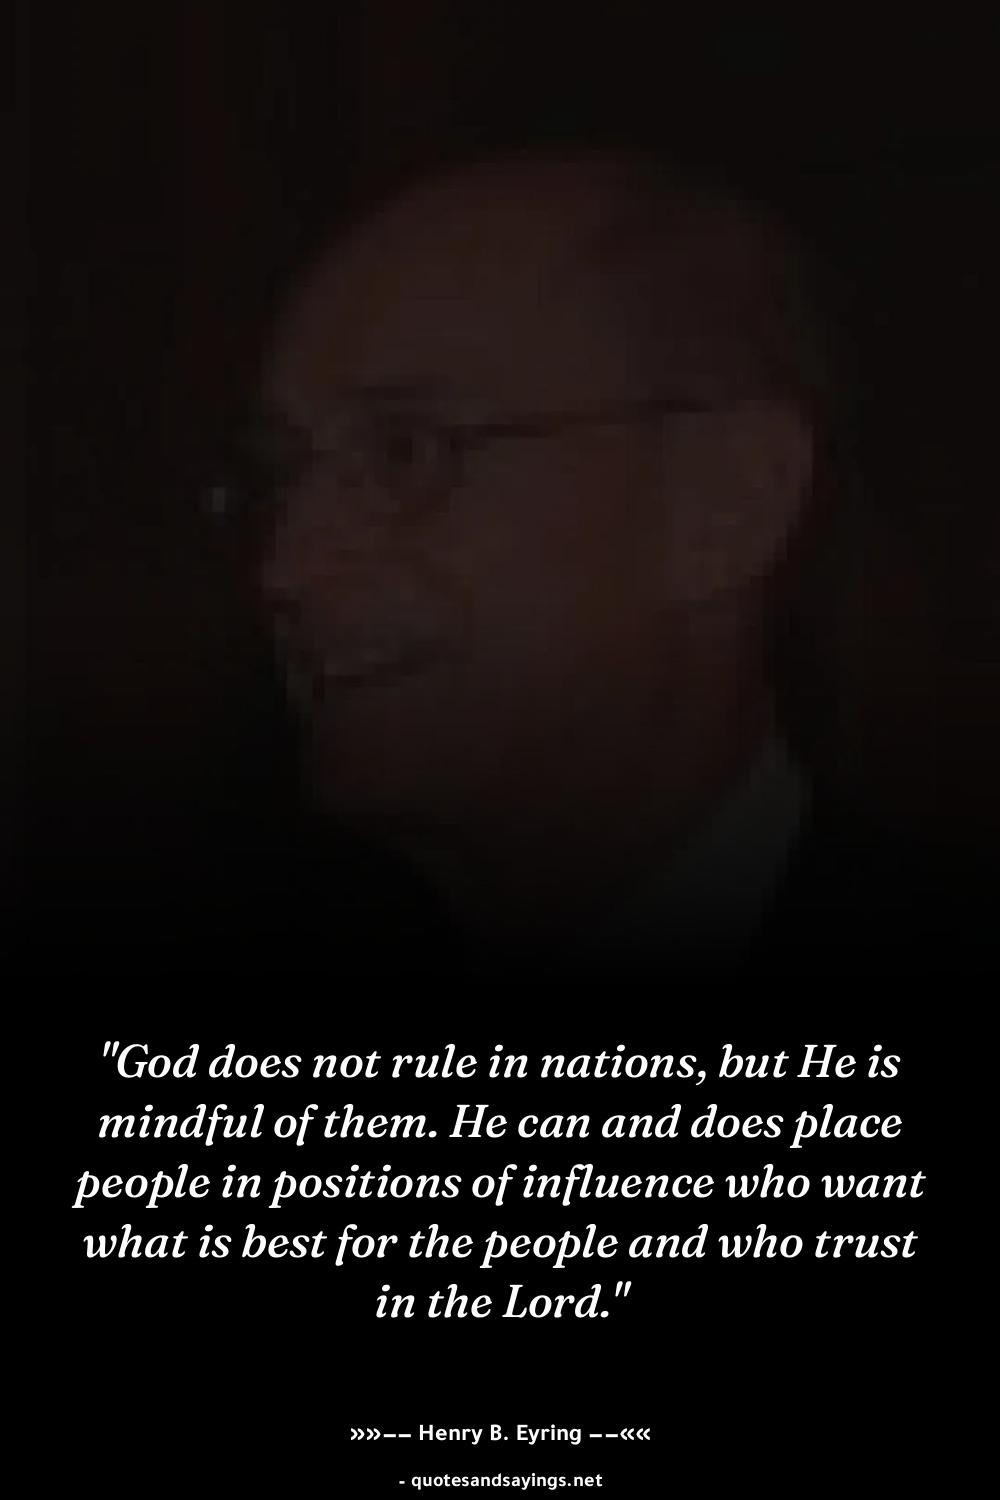 "God does not rule in nations, but He is
mindful of them. He can and does place
people in positions of influence who want
what is best for the people and who trust
in the Lord."
»»−− Henry B. Eyring −−««
- quotesandsayings.net